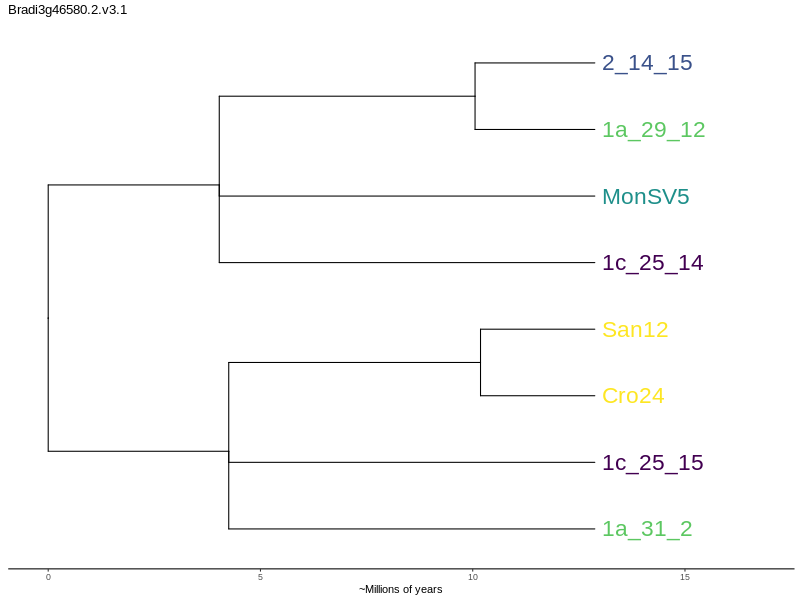 Bradi3g46580.2.v3.1
2_14_15
1a_29_12
MonSV5
1c_25_14
San12
Cro24
1c_25_15
1a_31_2
0 5 10 15
~Millions of years